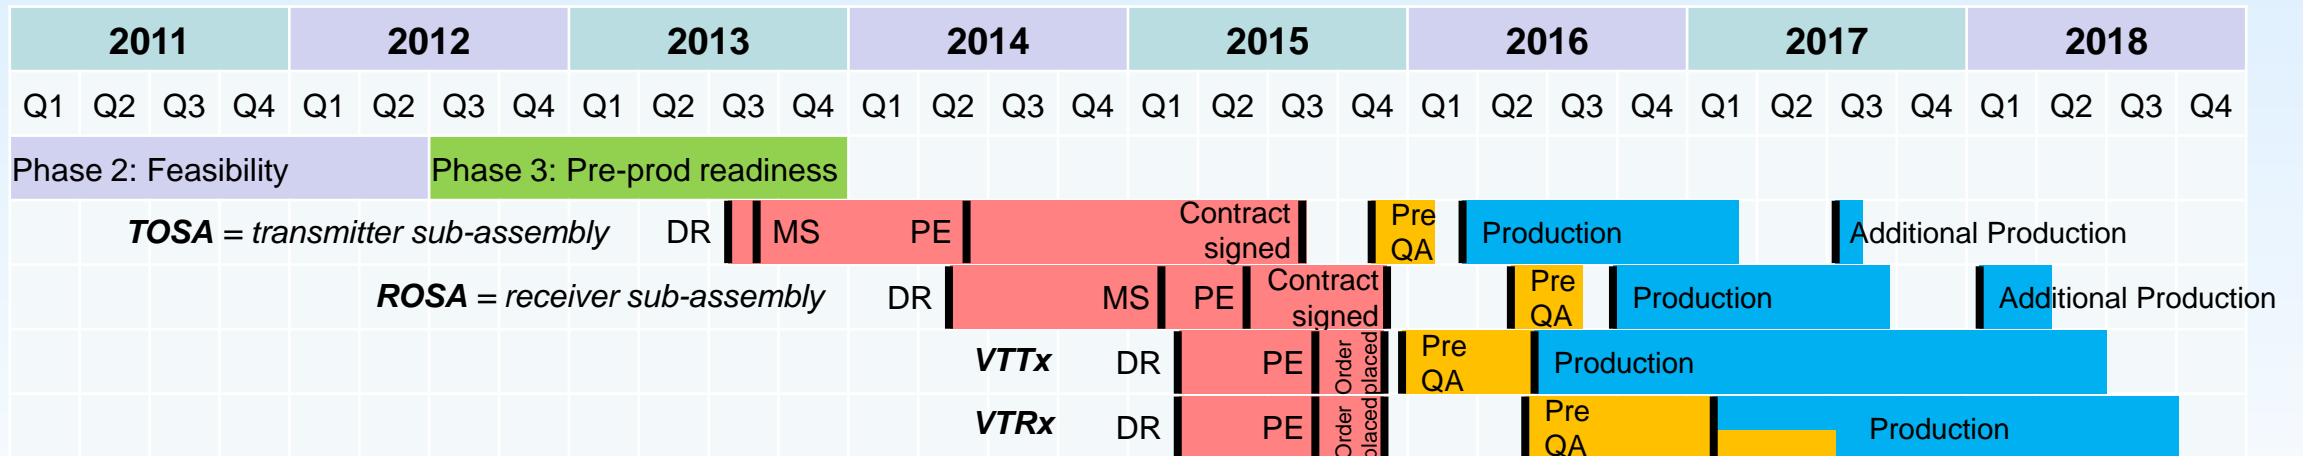 2011 2012 2013 2014 2015 2016 2017 2018
Q1 Q2 Q3 Q4 Q1 Q2 Q3 Q4 Q1 Q2 Q3 Q4 Q1 Q2 Q3 Q4 Q1 Q2 Q3 Q4 Q1 Q2 Q3 Q4 Q1 Q2 Q3 Q4 Q1 Q2 Q3 Q4
Phase 2: Feasibility Phase 3: Pre-prod readiness
TOSA = transmitter sub-assembly DR MS PE Contract signed Pre QA Production Additional Production
ROSA = receiver sub-assembly DR MS PE Contract signed Pre QA Production Additional Production
VTTx DR PE Order placed Pre QA Production
VTRx DR PE Order placed Pre QA Production